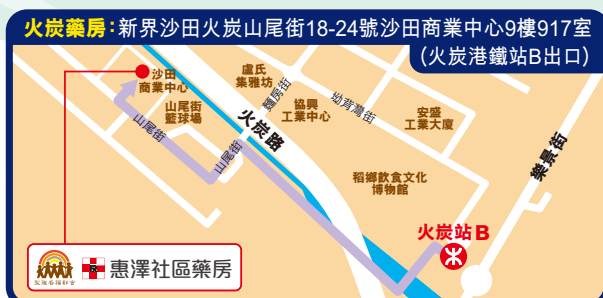 火炭藥房：新界沙田火炭山尾街18-24號沙田商業中心9樓917室
(火炭港鐵站B出口)
沙田
商業中心
盧氏
集雅坊
麵房街
坳背灣街
山尾街
籃球場
協興
工業中心
安盛
工業大廈
火炭路
山尾街
山尾街
樂景街
稻鄉飲食文化
博物館
火炭站B
惠澤社區藥房